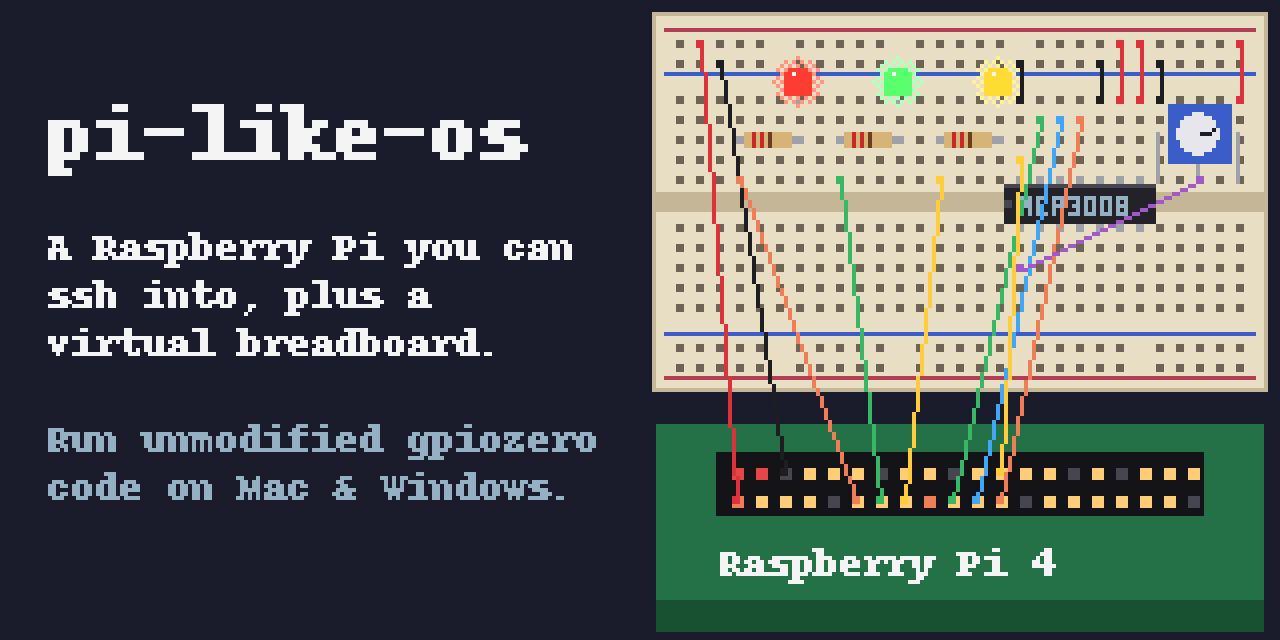 pi-like-os
A Raspberry Pi you can
ssh into, plus a
virtual breadboard.
Run unmodified gpiozero
code on Mac & Windows.
MCP3008
Raspberry Pi 4